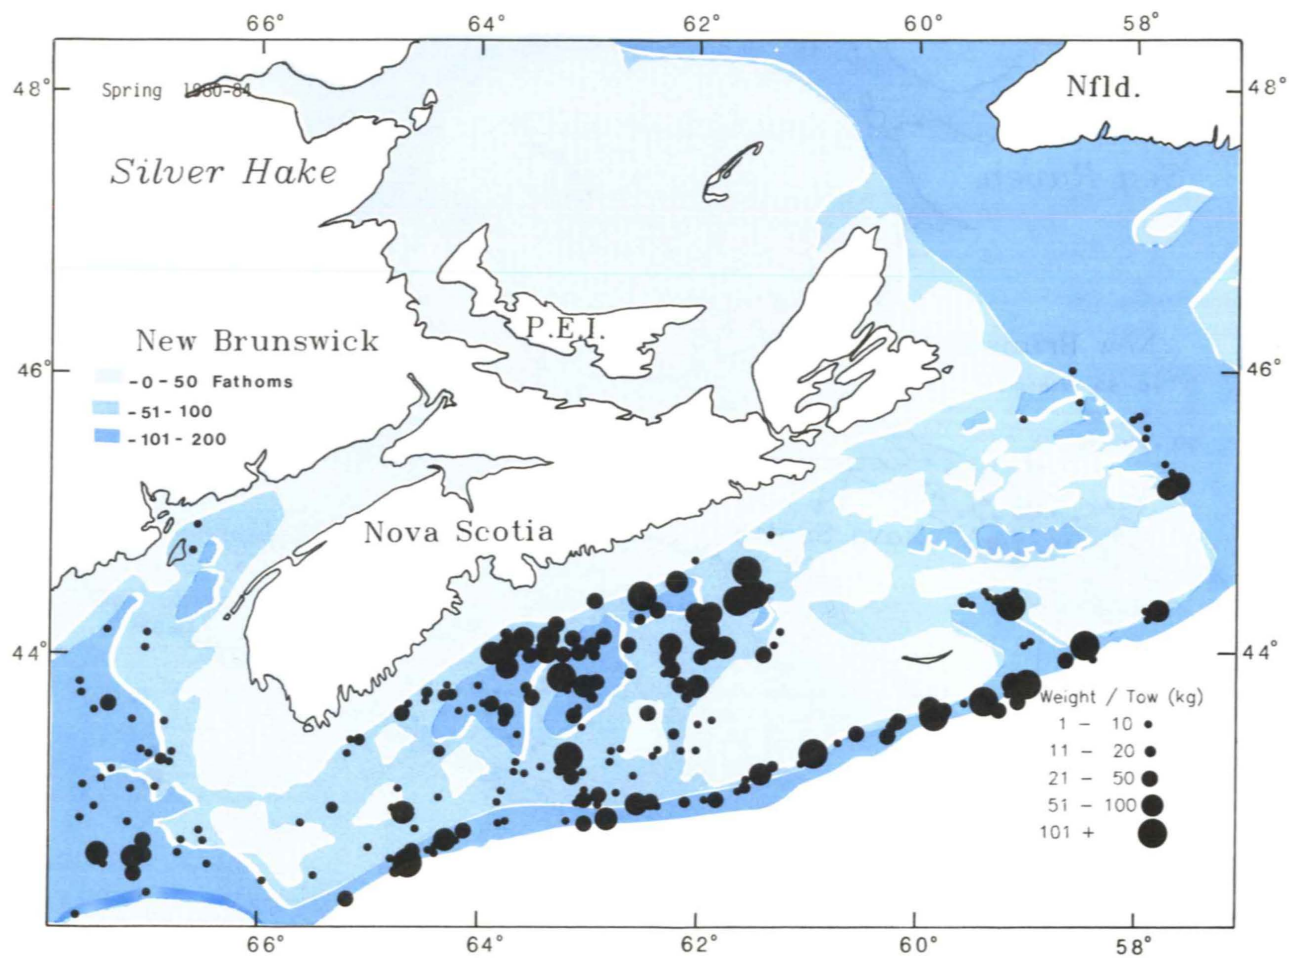 66° 64° 62° 60° 58°
48° 48°
Spring 1980-84
Nfld.
Silver Hake
New Brunswick
P.E.I.
46° 46°
-0-50 Fathoms
-51-100
-101-200
Nova Scotia
44° 44°
Weight / Tow (kg)
1 - 10
11 - 20
21 - 50
51 - 100
101 +
66° 64° 62° 60° 58°